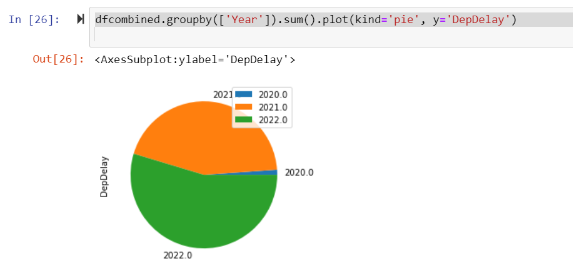 In [26]:
dfcombined.groupby(['Year']).sum().plot(kind='pie', y='DepDelay')
Out[26]: <AxesSubplot:ylabel='DepDelay'>
2021
2020.0
2021.0
2022.0
DepDelay
2020.0
2022.0